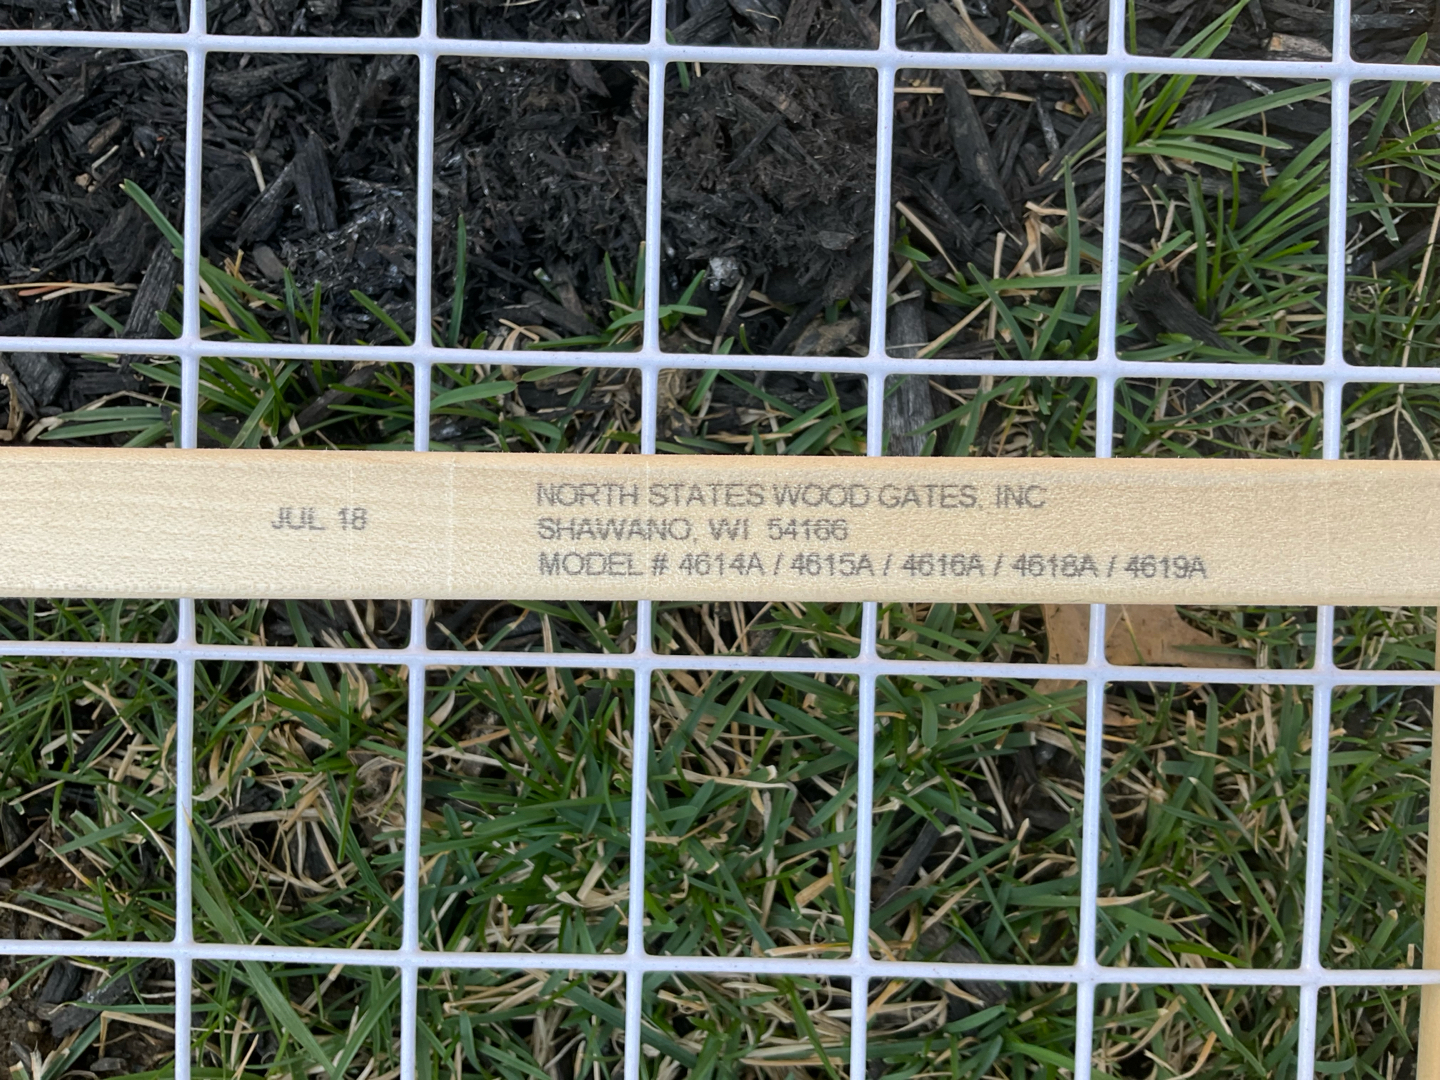 JUL 18
NORTH STATES WOOD GATES, INC
SHAWANO, WI 54166
MODEL # 4614A / 4615A / 4616A / 4618A / 4619A